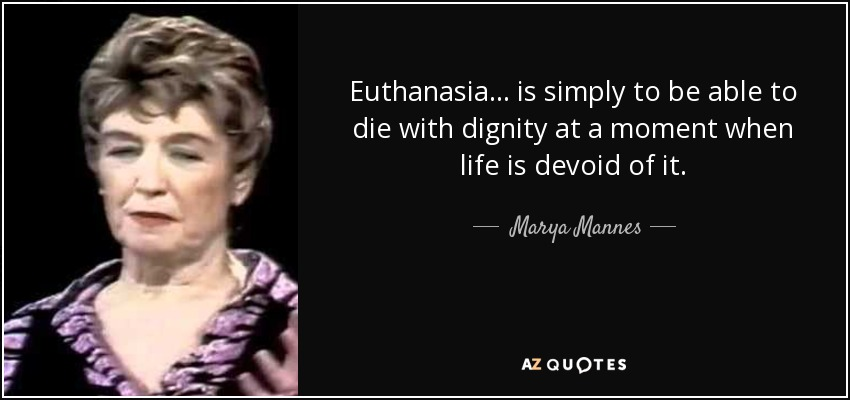 Euthanasia... is simply to be able to
die with dignity at a moment when
life is devoid of it.
Marya Mannes
AZ QUOTES